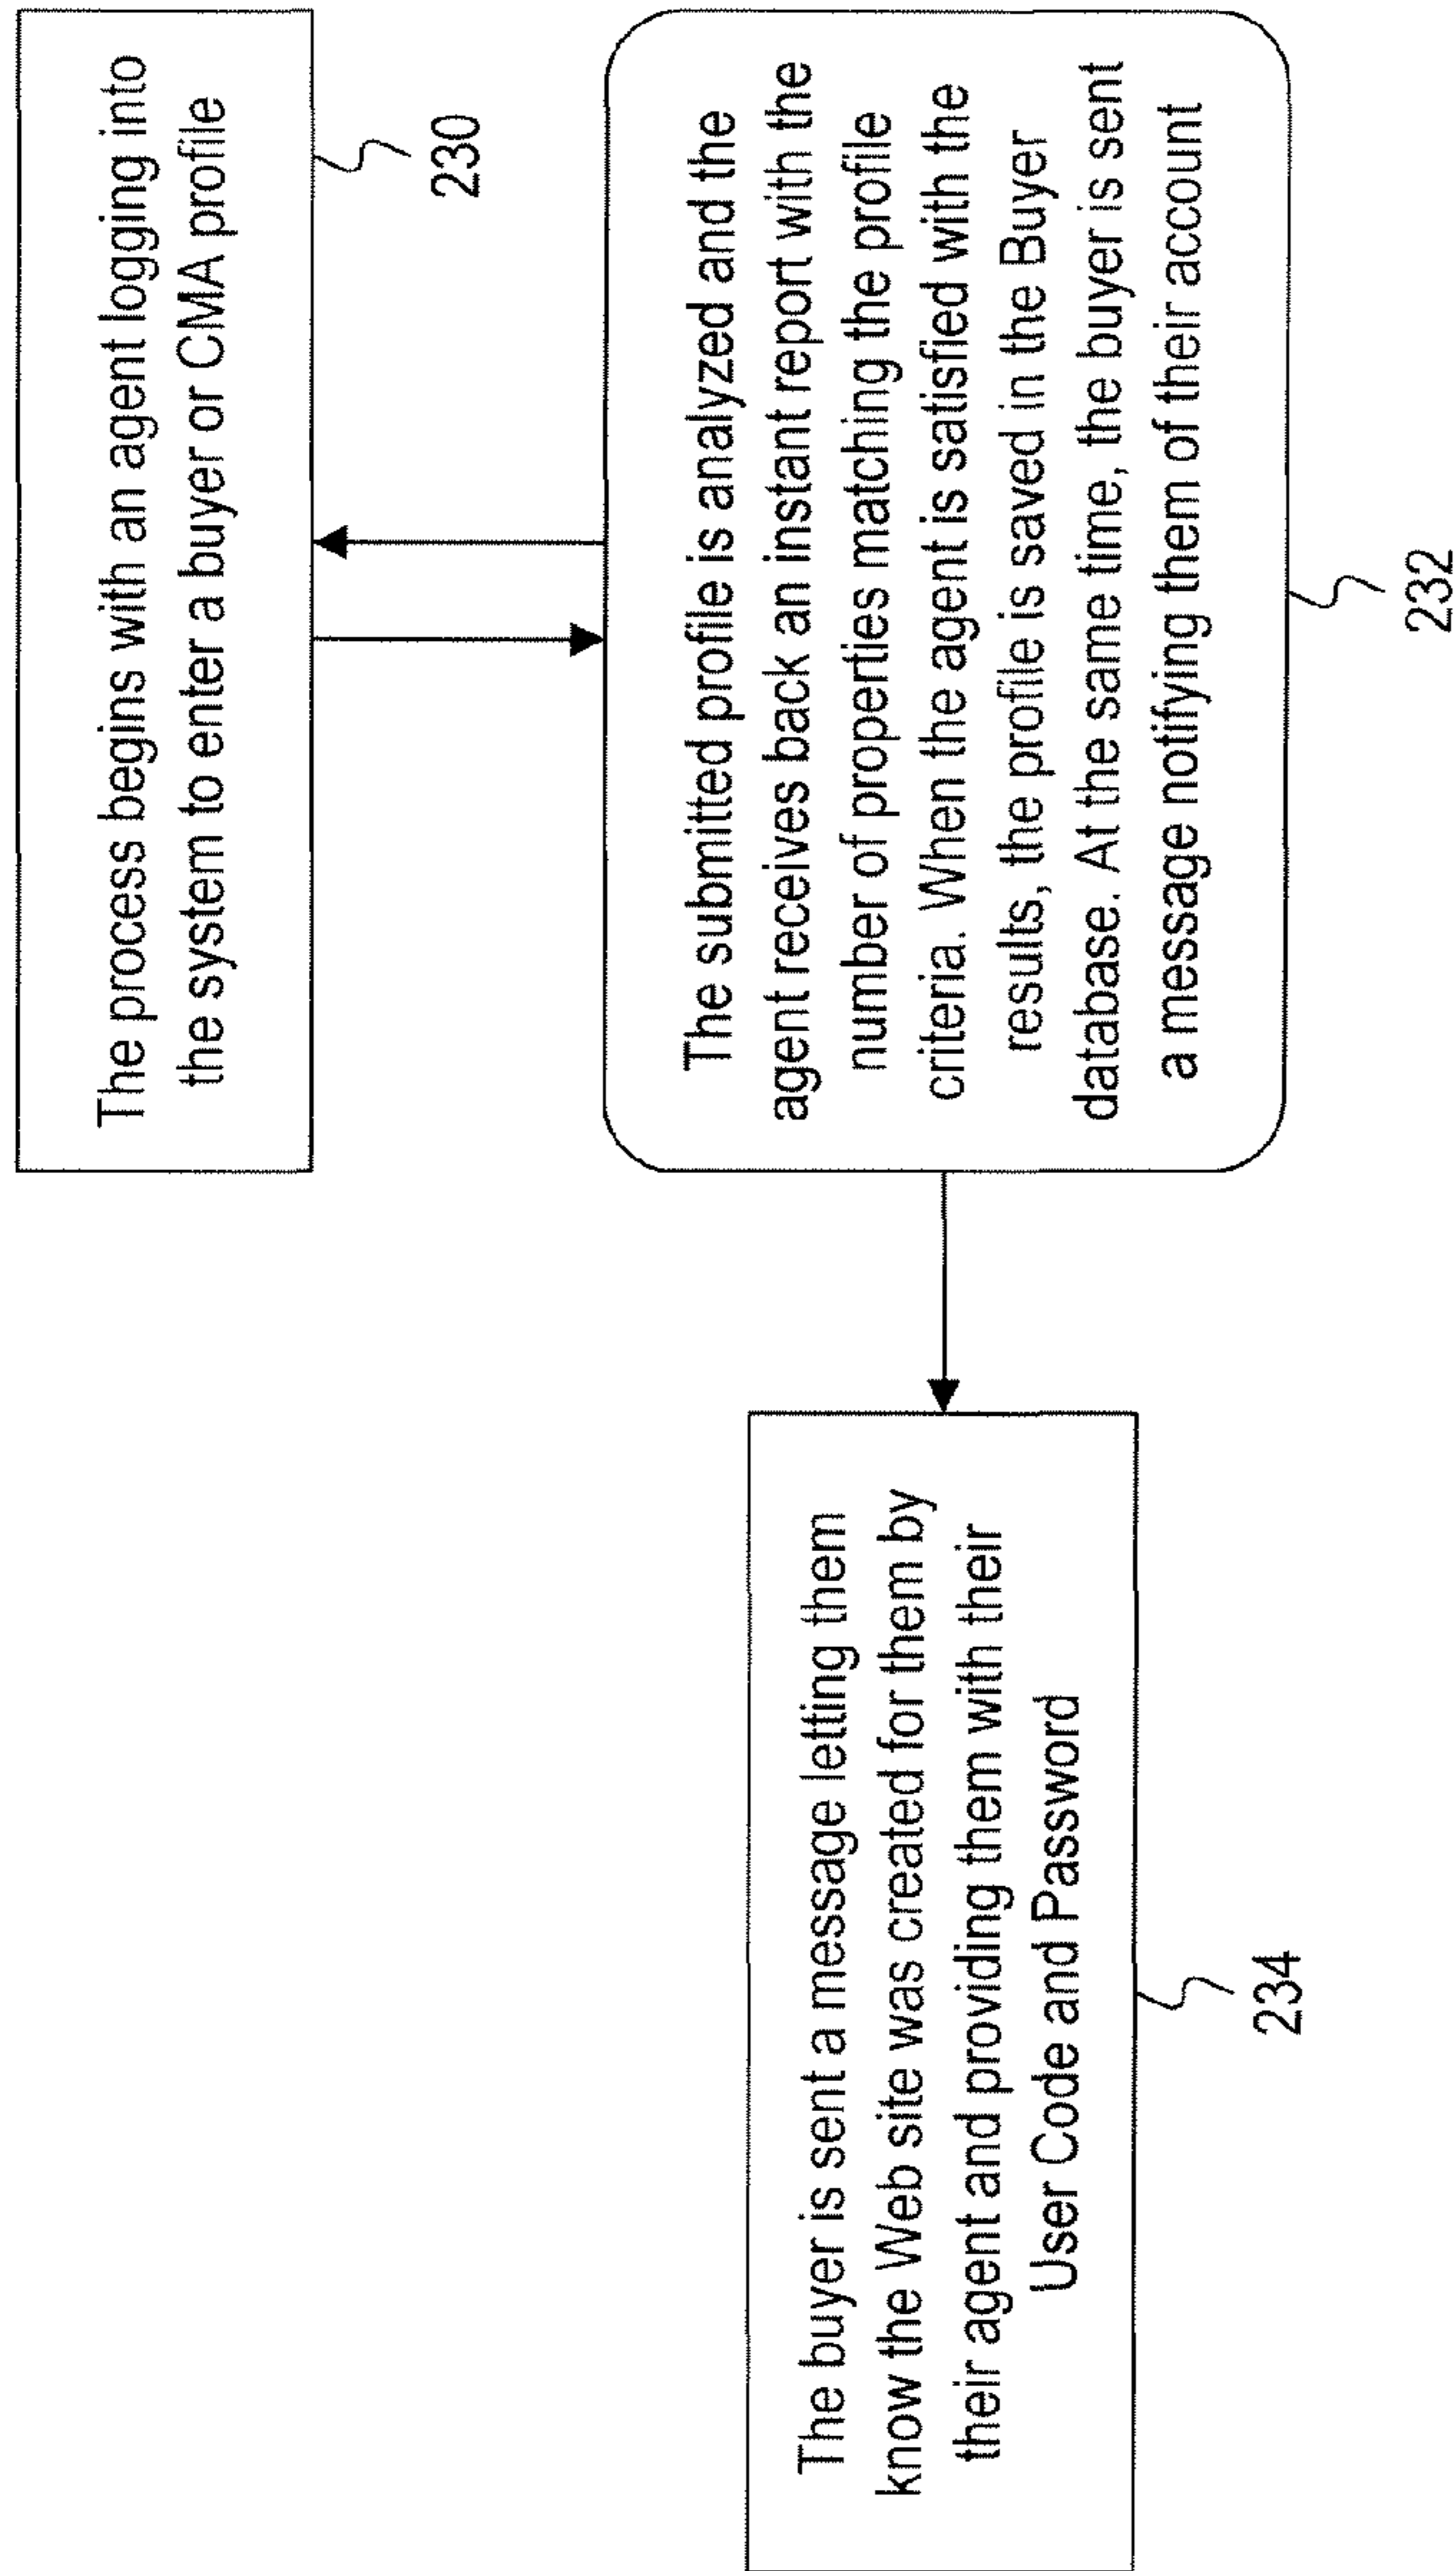 The process begins with an agent logging into
the system to enter a buyer or CMA profile
230
The submitted profile is analyzed and the
agent receives back an instant report with the
number of properties matching the profile
criteria. When the agent is satisfied with the
results, the profile is saved in the Buyer
database. At the same time, the buyer is sent
a message notifying them of their account
232
The buyer is sent a message letting them
know the Web site was created for them by
their agent and providing them with their
User Code and Password
234